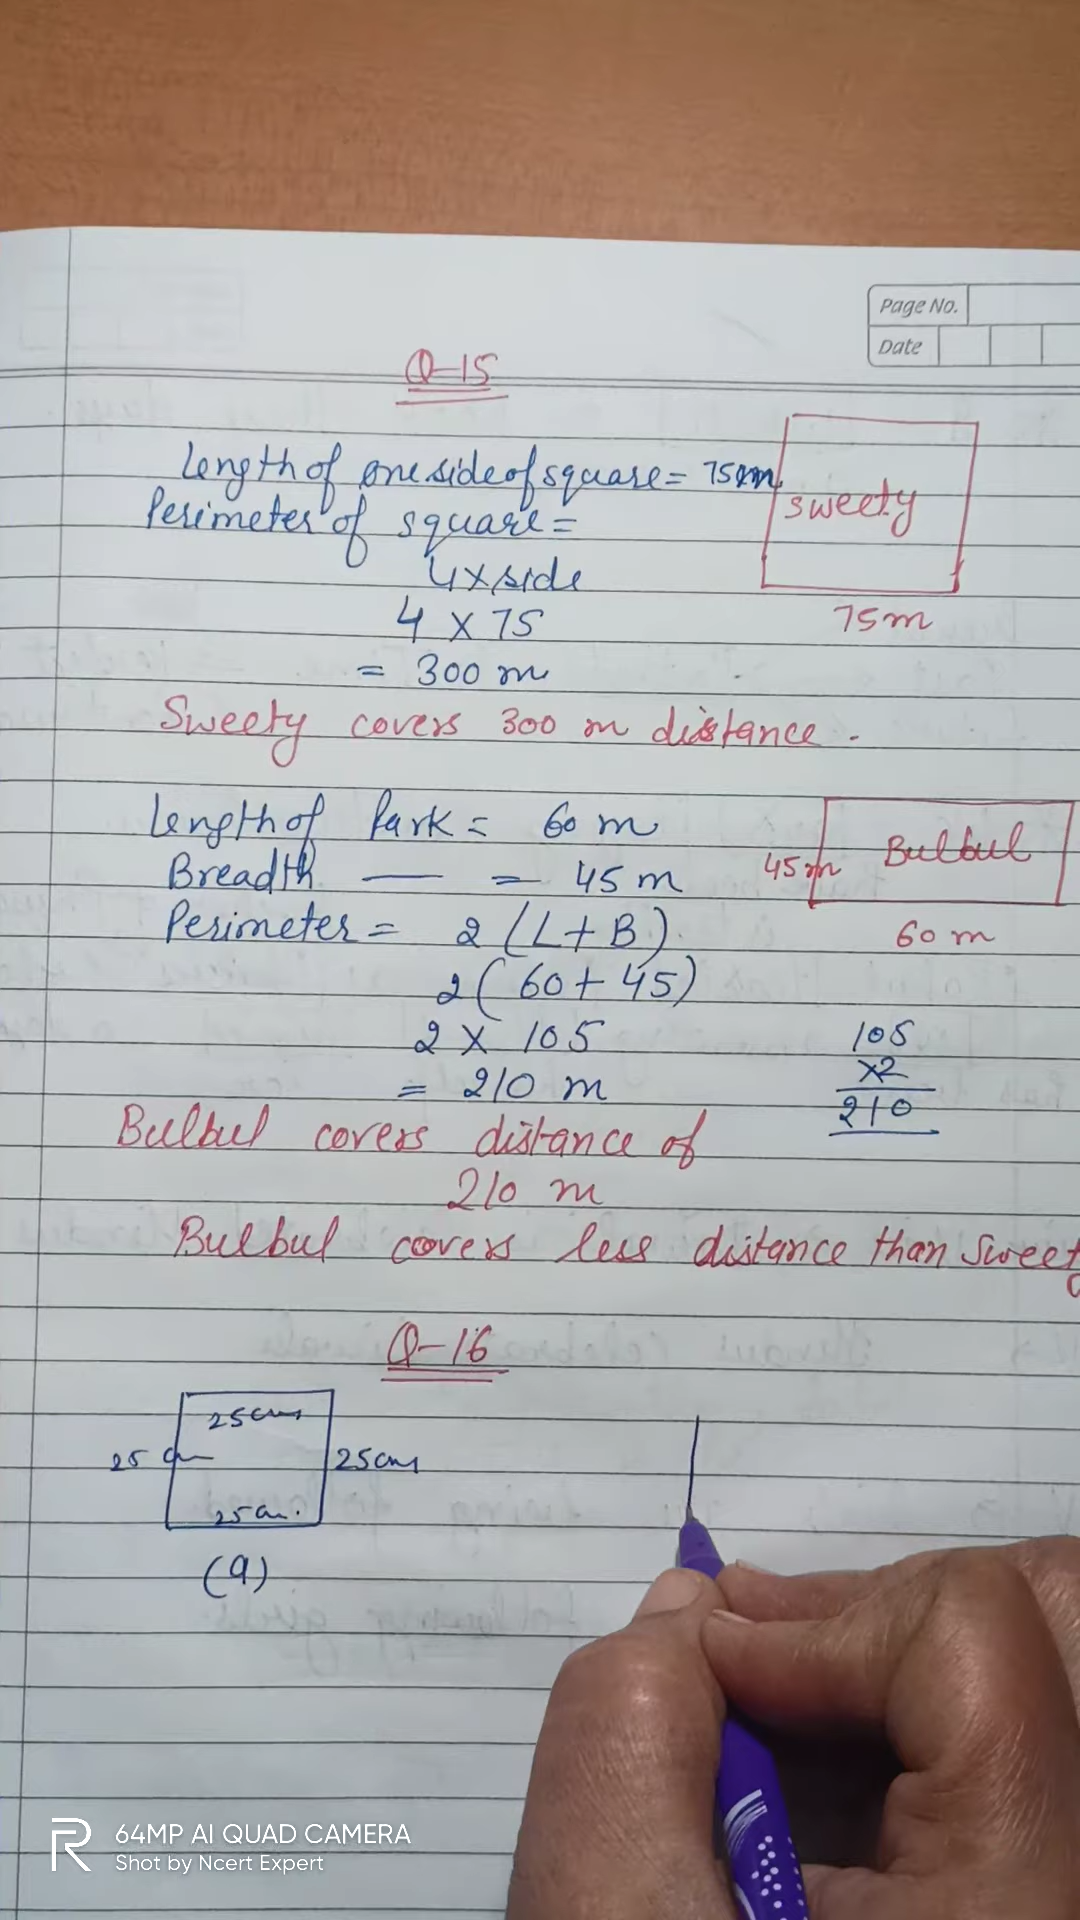 Page No.
Date
Q-15
Length of one side of square = 75m
sweety
Perimeter of square =
4 x side
4 x 75
75m
= 300 m
Sweety covers 300 m distance.
Length of Park = 60 m
Bulbul
45m
Breadth — = 45 m
Perimeter = 2 (L+B)
60 m
2 (60 + 45)
2 x 105
105
x2
= 210 m
210
Bulbul covers distance of
210 m
Bulbul covers less distance than Sweety
Q-16
25cm
25 cm
25cm
25cm.
(a)
R
64MP AI QUAD CAMERA
Shot by Ncert Expert